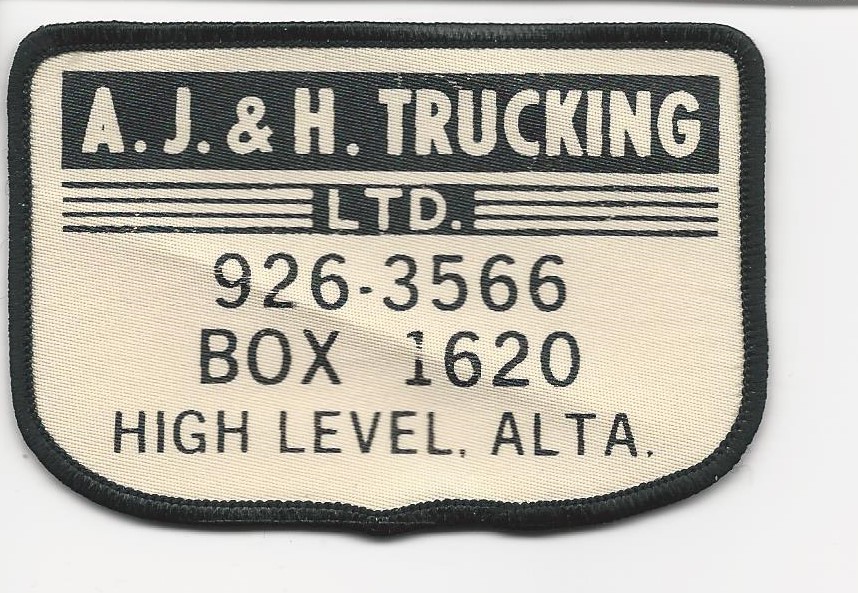 A. J. & H. TRUCKING
LTD.
926-3566
BOX 1620
HIGH LEVEL, ALTA.